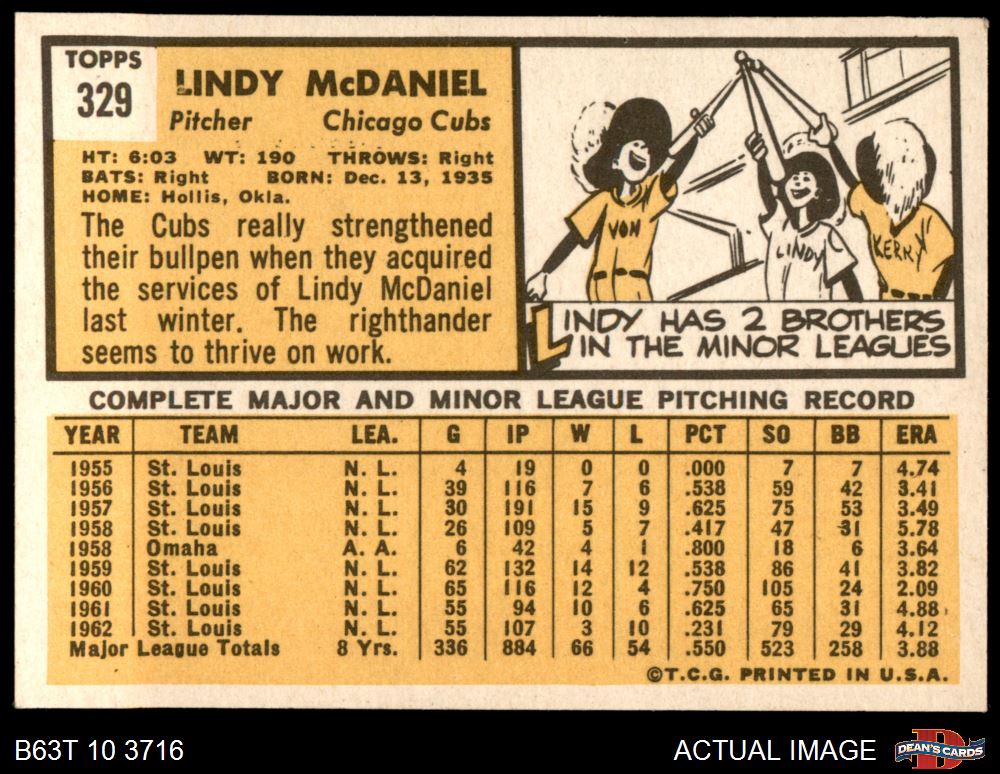 TOPPS
329
LINDY McDANIEL
Pitcher Chicago Cubs
HT: 6:03 WT: 190 THROWS: Right
BATS: Right BORN: Dec. 13, 1935
HOME: Hollis, Okla.
The Cubs really strengthened
their bullpen when they acquired
the services of Lindy McDaniel
last winter. The righthander
seems to thrive on work.
VON
LINDY
KERRY
LINDY HAS 2 BROTHERS
IN THE MINOR LEAGUES
COMPLETE MAJOR AND MINOR LEAGUE PITCHING RECORD
YEAR TEAM LEA. G IP W L PCT SO BB ERA
1955 St. Louis N. L. 4 19 0 0 .000 7 7 4.74
1956 St. Louis N. L. 39 116 7 6 .538 59 42 3.41
1957 St. Louis N. L. 30 191 15 9 .625 75 53 3.49
1958 St. Louis N. L. 26 109 5 7 .417 47 31 5.78
1958 Omaha A. A. 6 42 4 1 .800 18 6 3.64
1959 St. Louis N. L. 62 132 14 12 .538 86 41 3.82
1960 St. Louis N. L. 65 116 12 4 .750 105 24 2.09
1961 St. Louis N. L. 55 94 10 6 .625 65 31 4.88
1962 St. Louis N. L. 55 107 3 10 .231 79 29 4.12
Major League Totals 8 Yrs. 336 884 66 54 .550 523 258 3.88
©T.C.G. PRINTED IN U.S.A.
B63T 10 3716
ACTUAL IMAGE
D
DEAN'S CARDS